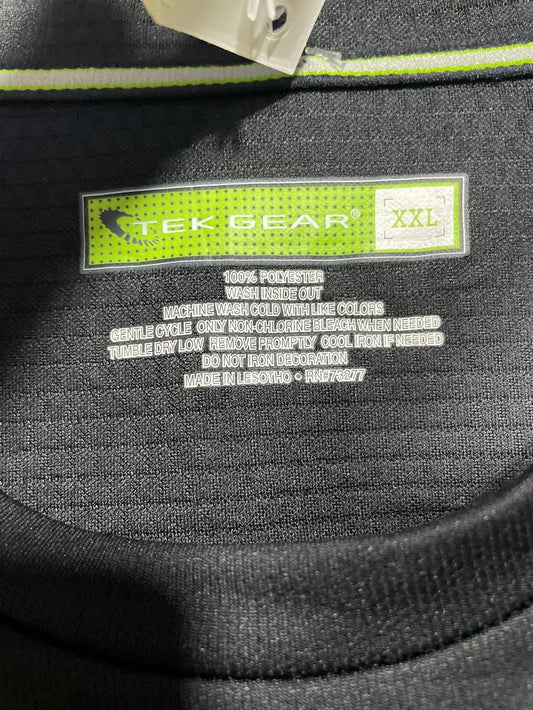 TEK GEAR® XXL
100% POLYESTER
WASH INSIDE OUT
MACHINE WASH COLD WITH LIKE COLORS
GENTLE CYCLE ONLY NON-CHLORINE BLEACH WHEN NEEDED
TUMBLE DRY LOW REMOVE PROMPTLY COOL IRON IF NEEDED
DO NOT IRON DECORATION
MADE IN LESOTHO • RN#73277